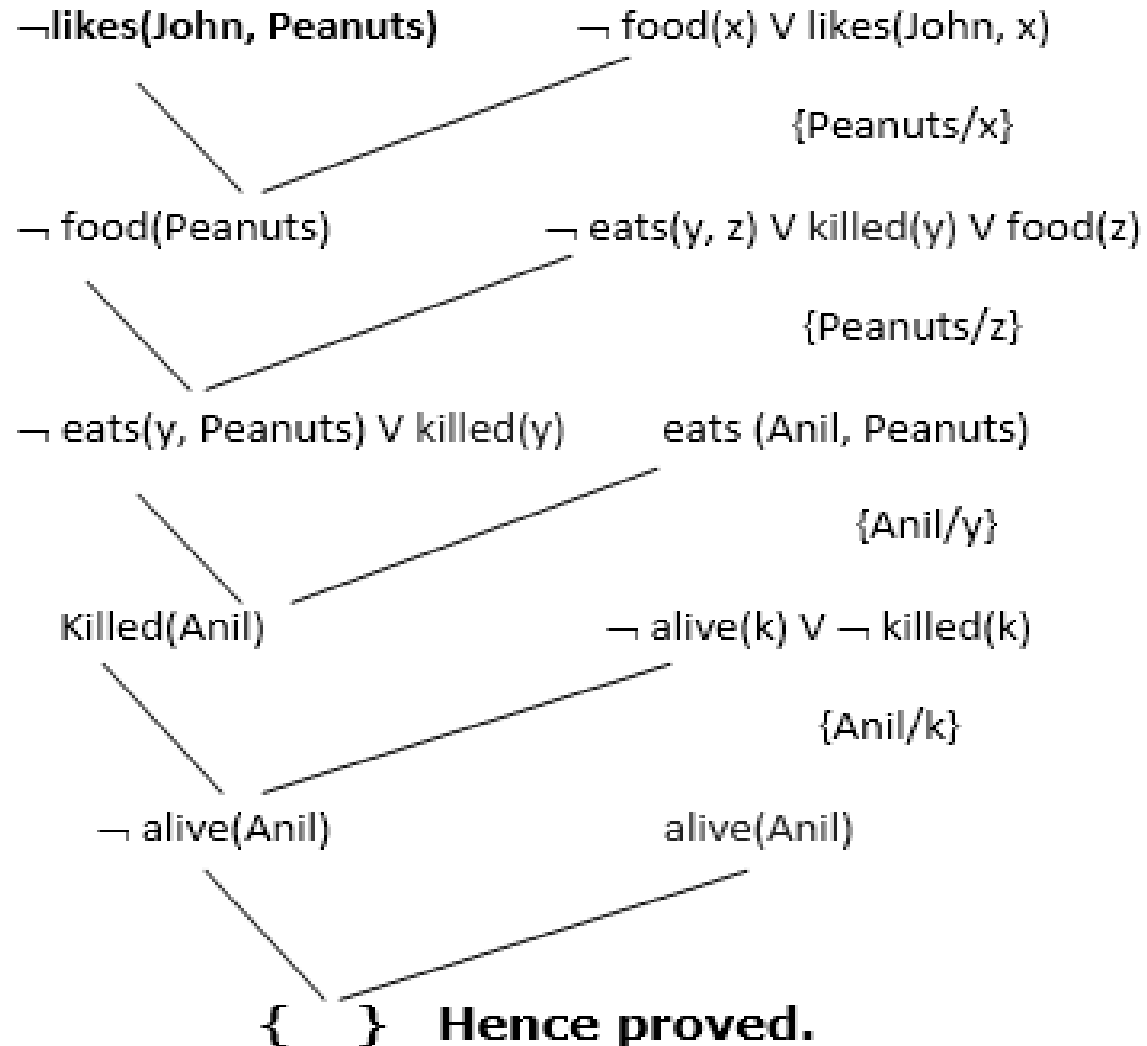 ¬likes(John, Peanuts) ¬ food(x) V likes(John, x)
{Peanuts/x}
¬ food(Peanuts) ¬ eats(y, z) V killed(y) V food(z)
{Peanuts/z}
¬ eats(y, Peanuts) V killed(y) eats (Anil, Peanuts)
{Anil/y}
Killed(Anil) ¬ alive(k) V ¬ killed(k)
{Anil/k}
¬ alive(Anil) alive(Anil)
{ } Hence proved.